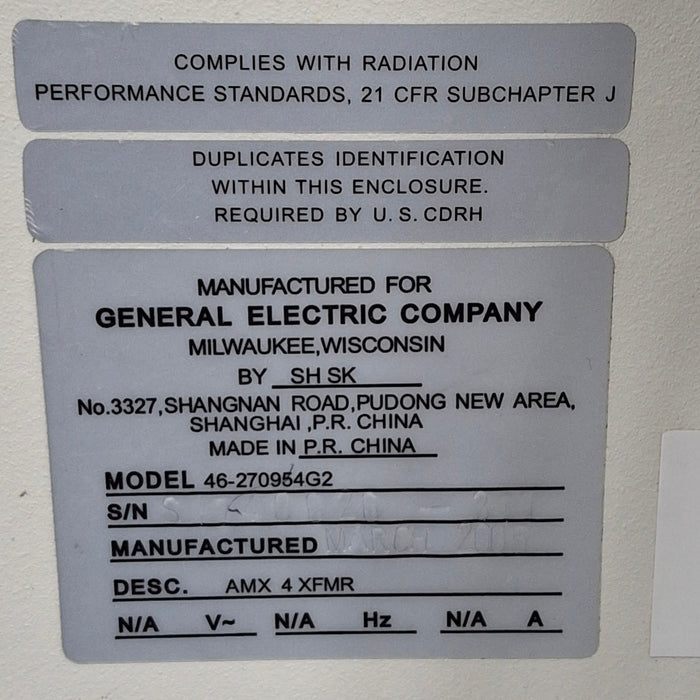 COMPLIES WITH RADIATION
PERFORMANCE STANDARDS, 21 CFR SUBCHAPTER J
DUPLICATES IDENTIFICATION
WITHIN THIS ENCLOSURE.
REQUIRED BY U.S. CDRH
MANUFACTURED FOR
GENERAL ELECTRIC COMPANY
MILWAUKEE,WISCONSIN
BY SH SK
No.3327,SHANGNAN ROAD,PUDONG NEW AREA,
SHANGHAI ,P.R. CHINA
MADE IN P.R. CHINA
MODEL 46-270954G2
S/N
MANUFACTURED MARCH
DESC. AMX 4 XFMR
N/A V~ N/A Hz N/A A